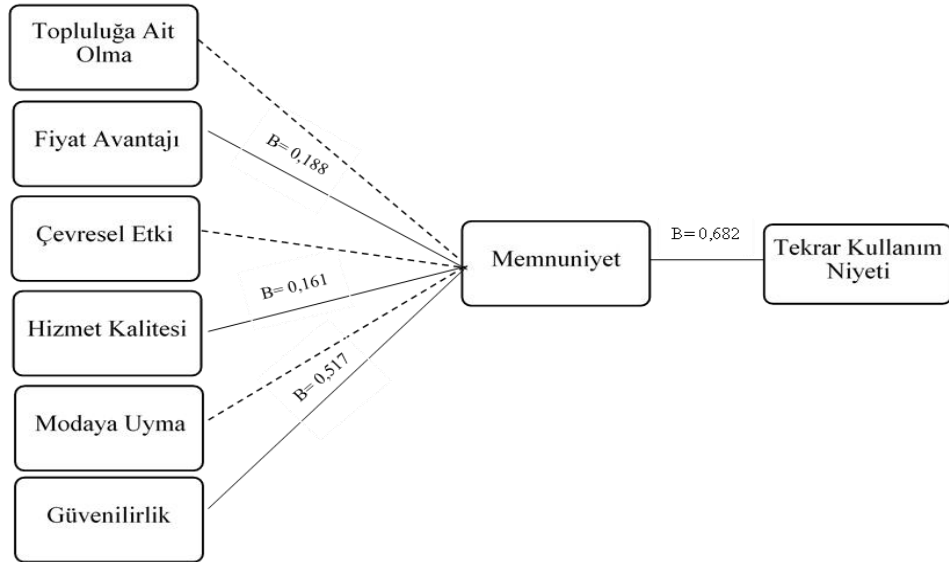 Topluluğa Ait
Olma
Fiyat Avantajı
B= 0,188
Çevresel Etki
Hizmet Kalitesi
B= 0,161
Modaya Uyma
B= 0,517
Güvenilirlik
Memnuniyet
B= 0,682
Tekrar Kullanım
Niyeti